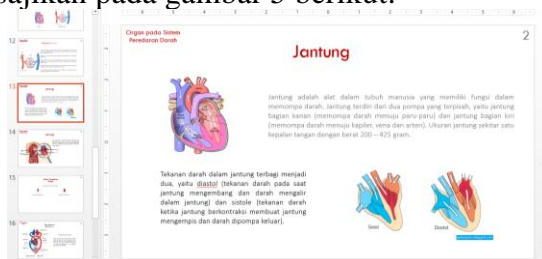 sajikan pada gambar 5 berikut.
12
13
14
15
16
Organ pada Sistem
Peredaran Darah
2
Jantung
Jantung adalah alat dalam tubuh manusia yang memiliki fungsi dalam
memompa darah. Jantung terdiri dari dua pompa yang terpisah, yaitu jantung
bagian kanan (memompa darah menuju paru-paru) dan jantung bagian kiri
(memompa darah menuju kapiler, vena dan arteri). Ukuran jantung sekitar satu
kepalan tangan dengan berat 200 – 425 gram.
Tekanan darah dalam jantung terbagi menjadi
dua, yaitu diastol (tekanan darah pada saat
jantung mengembang dan darah mengalir
dalam jantung) dan sistole (tekanan darah
ketika jantung berkontraksi membuat jantung
mengempis dan darah dipompa keluar).
Sistol
Diastol